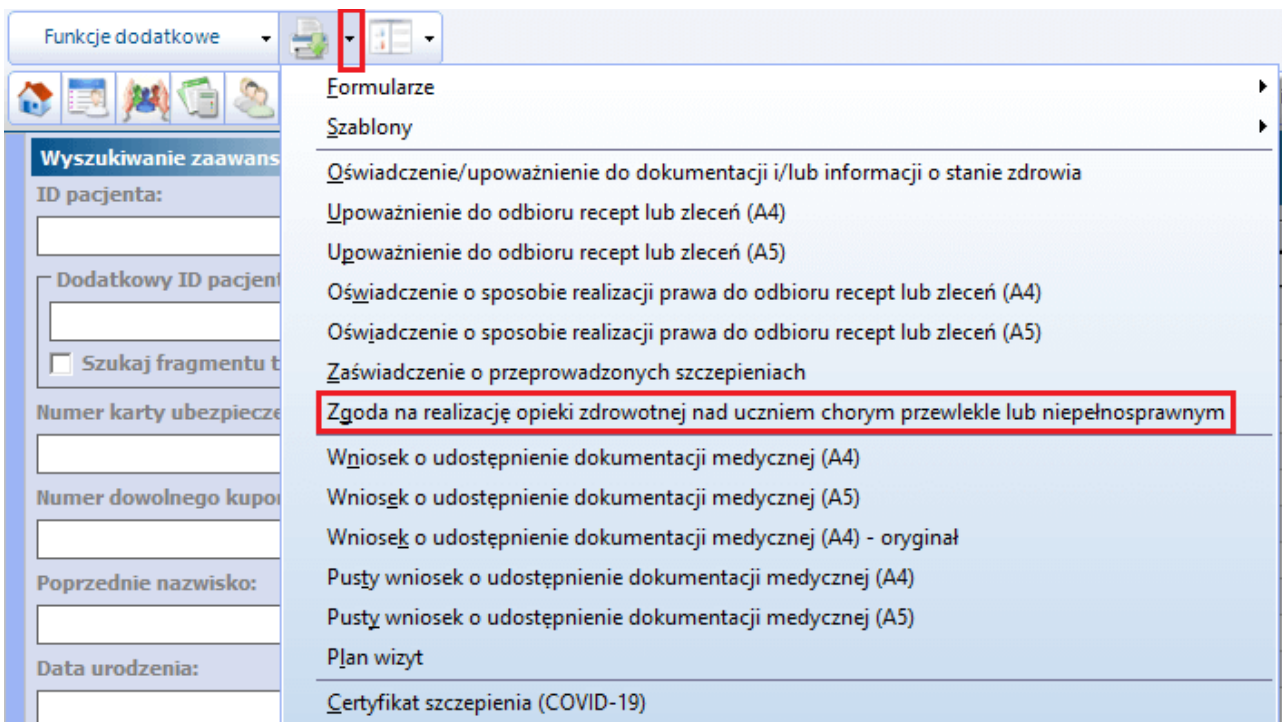 Funkcje dodatkowe
Formularze
Szablony
Oświadczenie/upoważnienie do dokumentacji i/lub informacji o stanie zdrowia
Upoważnienie do odbioru recept lub zleceń (A4)
Upoważnienie do odbioru recept lub zleceń (A5)
Oświadczenie o sposobie realizacji prawa do odbioru recept lub zleceń (A4)
Oświadczenie o sposobie realizacji prawa do odbioru recept lub zleceń (A5)
Zaświadczenie o przeprowadzonych szczepieniach
Zgoda na realizację opieki zdrowotnej nad uczniem chorym przewlekle lub niepełnosprawnym
Wniosek o udostępnienie dokumentacji medycznej (A4)
Wniosek o udostępnienie dokumentacji medycznej (A5)
Wniosek o udostępnienie dokumentacji medycznej (A4) - oryginał
Pusty wniosek o udostępnienie dokumentacji medycznej (A4)
Pusty wniosek o udostępnienie dokumentacji medycznej (A5)
Plan wizyt
Certyfikat szczepienia (COVID-19)
Wyszukiwanie zaawans
ID pacjenta:
Dodatkowy ID pacjent
Szukaj fragmentu t
Numer karty ubezpiecze
Numer dowolnego kupon
Poprzednie nazwisko:
Data urodzenia: